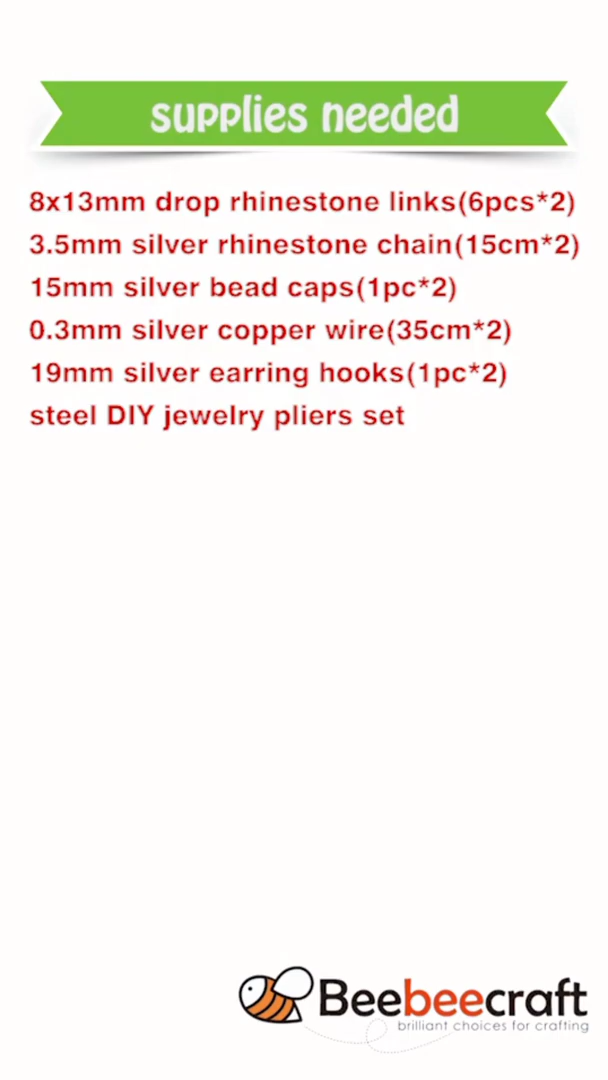 supplies needed
8x13mm drop rhinestone links(6pcs*2)
3.5mm silver rhinestone chain(15cm*2)
15mm silver bead caps(1pc*2)
0.3mm silver copper wire(35cm*2)
19mm silver earring hooks(1pc*2)
steel DIY jewelry pliers set
Beebeecraft
brilliant choices for crafting